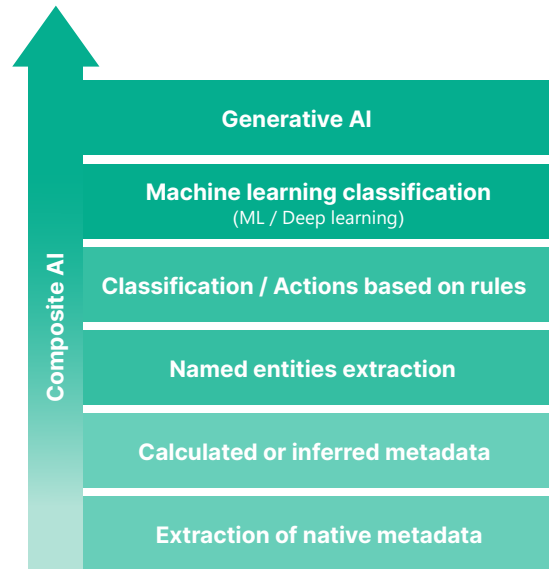 Generative AI
Machine learning classification
(ML / Deep learning)
Classification / Actions based on rules
Named entities extraction
Calculated or inferred metadata
Extraction of native metadata
Composite AI